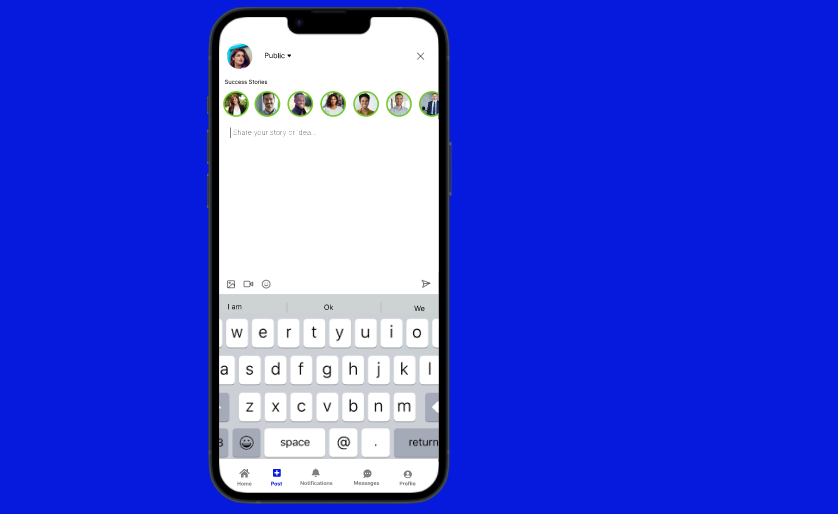 Public
Success Stories
Share your story or idea...
I am Ok We
w e r t y u i o
a s d f g h j k l
z x c v b n m
space @ . return
Home Post Notifications Messages Profile